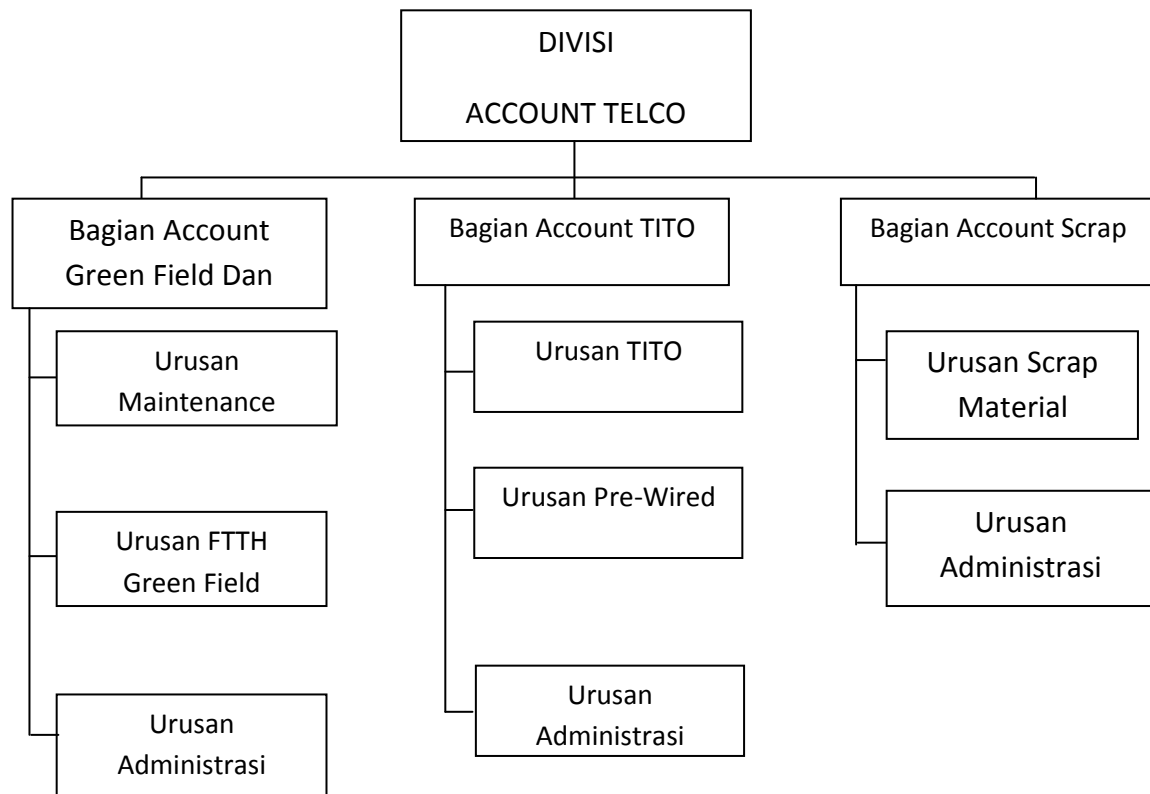 DIVISI
ACCOUNT TELCO
Bagian Account
Green Field Dan
Urusan
Maintenance
Urusan FTTH
Green Field
Urusan
Administrasi
Bagian Account TITO
Urusan TITO
Urusan Pre-Wired
Urusan
Administrasi
Bagian Account Scrap
Urusan Scrap
Material
Urusan
Administrasi